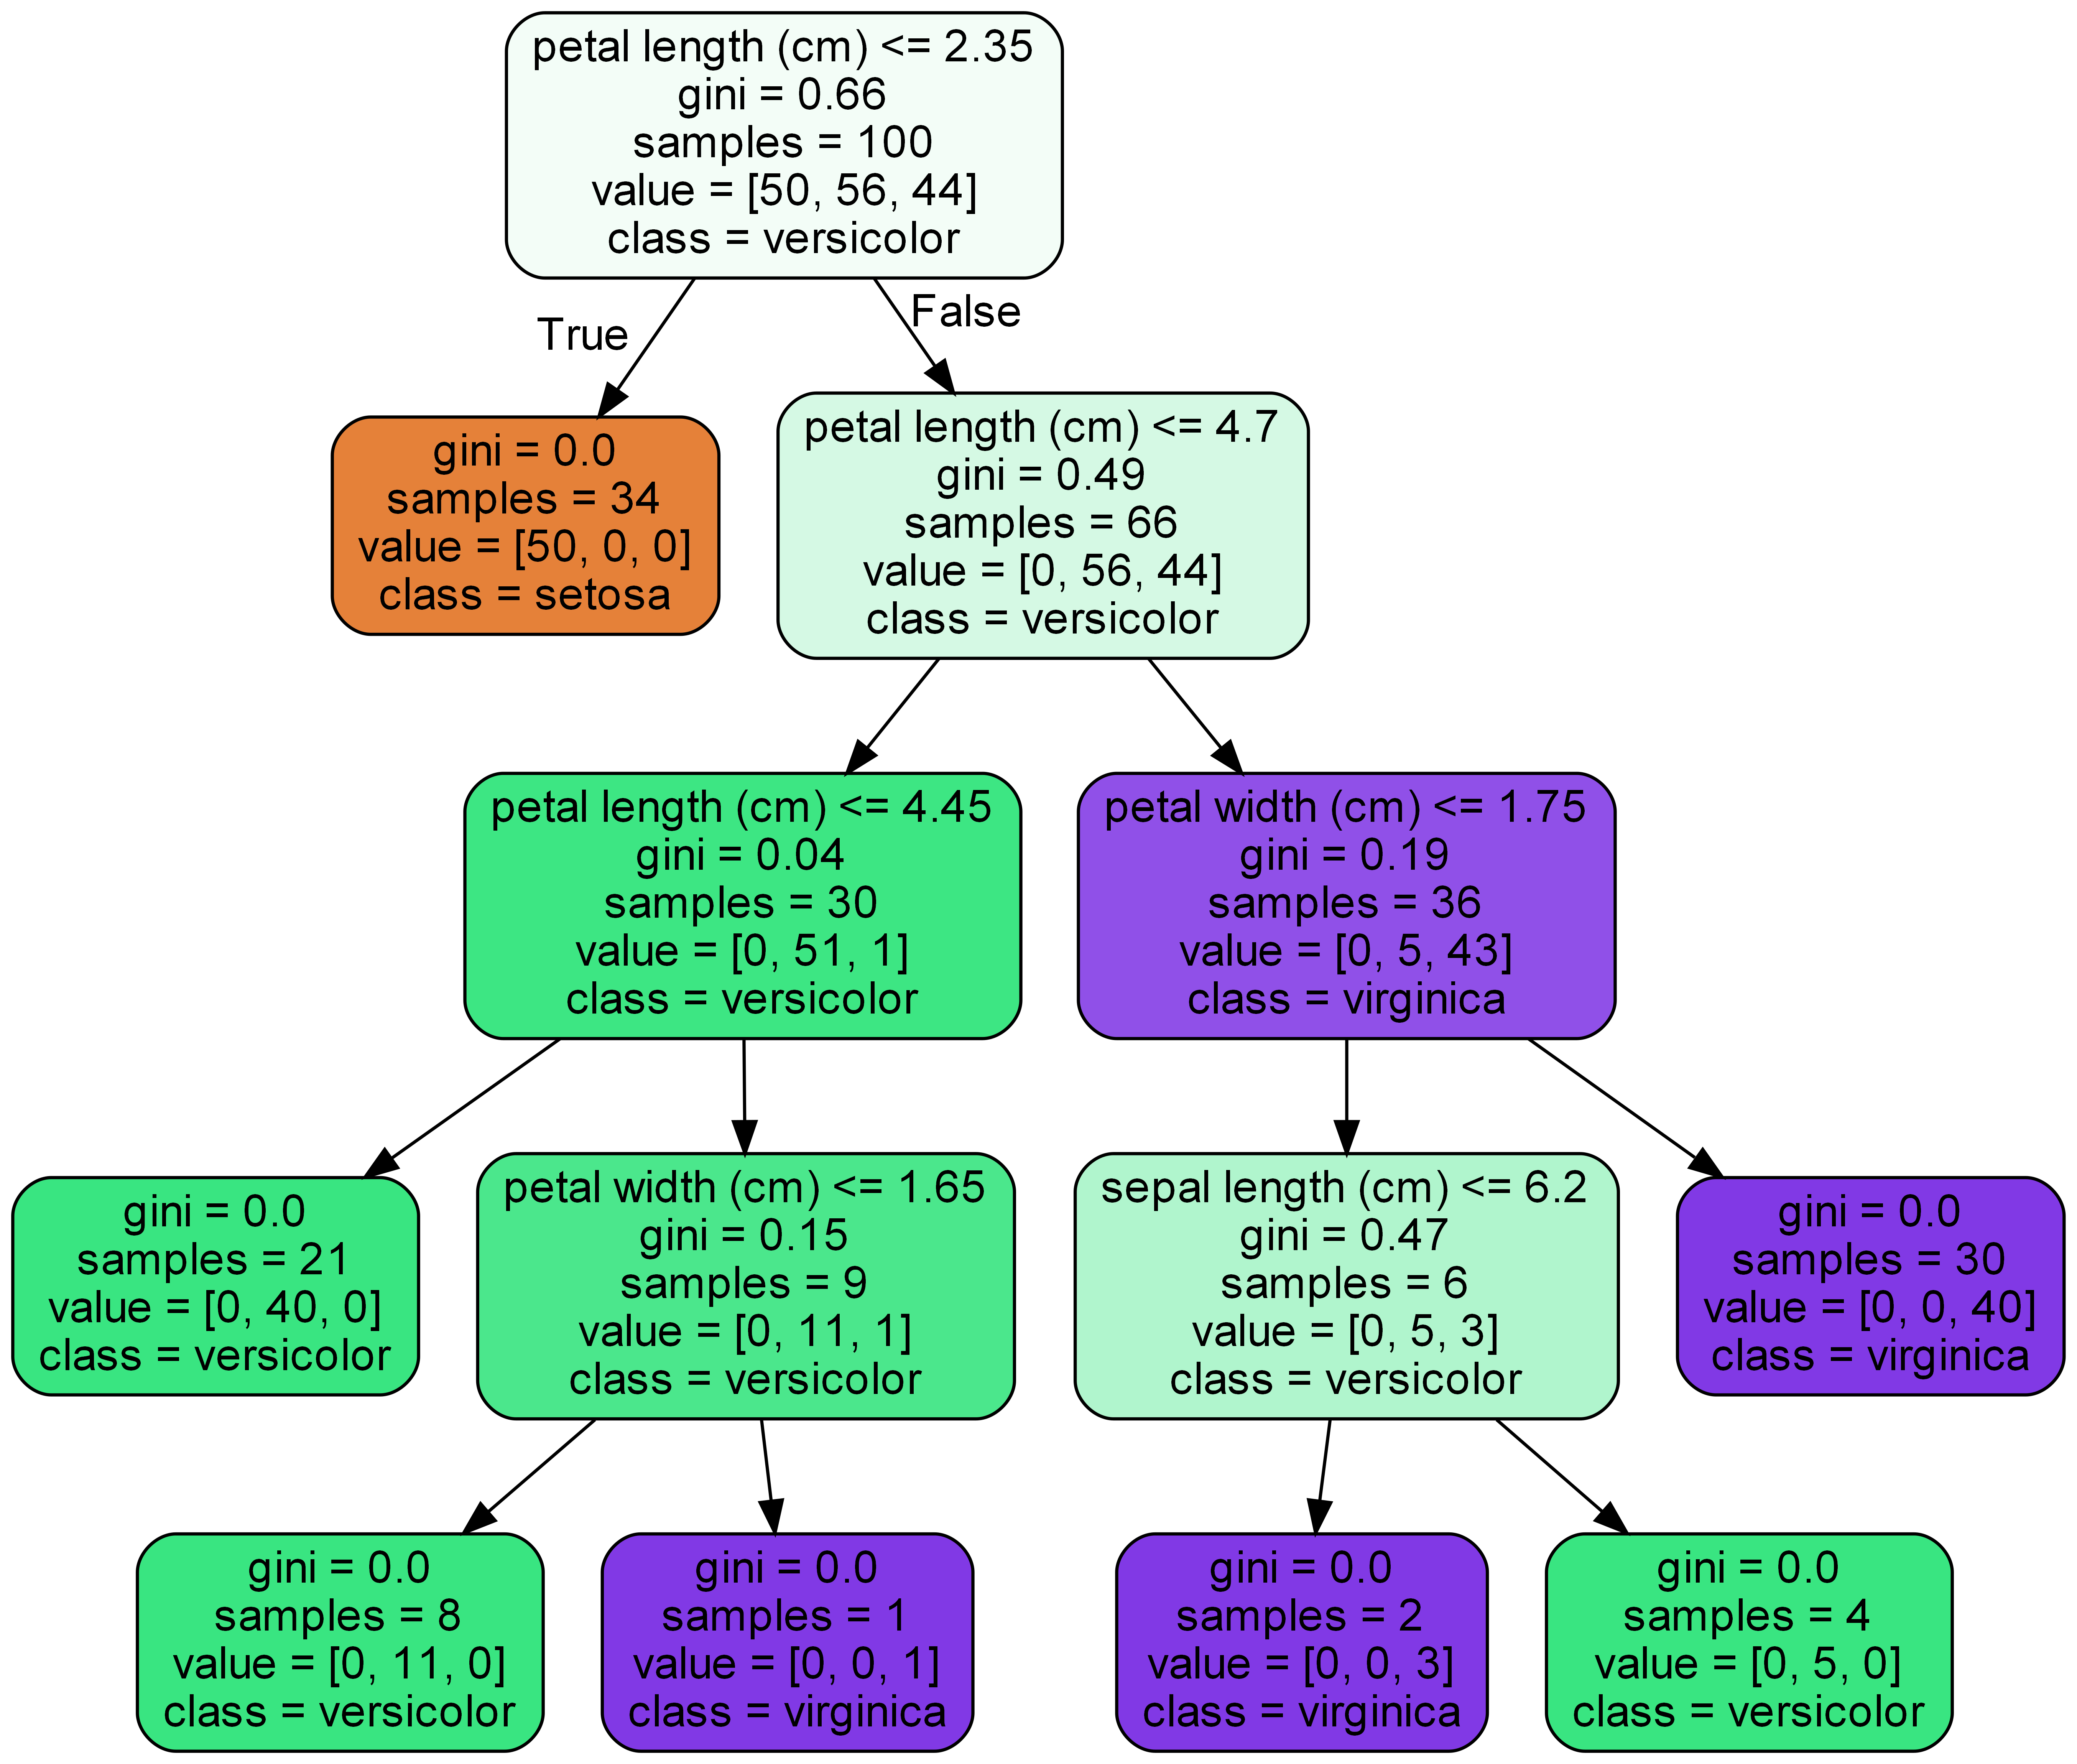 petal length (cm) <= 2.35
gini = 0.66
samples = 100
value = [50, 56, 44]
class = versicolor
True
False
gini = 0.0
samples = 34
value = [50, 0, 0]
class = setosa
petal length (cm) <= 4.7
gini = 0.49
samples = 66
value = [0, 56, 44]
class = versicolor
petal length (cm) <= 4.45
gini = 0.04
samples = 30
value = [0, 51, 1]
class = versicolor
petal width (cm) <= 1.75
gini = 0.19
samples = 36
value = [0, 5, 43]
class = virginica
gini = 0.0
samples = 21
value = [0, 40, 0]
class = versicolor
petal width (cm) <= 1.65
gini = 0.15
samples = 9
value = [0, 11, 1]
class = versicolor
sepal length (cm) <= 6.2
gini = 0.47
samples = 6
value = [0, 5, 3]
class = versicolor
gini = 0.0
samples = 30
value = [0, 0, 40]
class = virginica
gini = 0.0
samples = 8
value = [0, 11, 0]
class = versicolor
gini = 0.0
samples = 1
value = [0, 0, 1]
class = virginica
gini = 0.0
samples = 2
value = [0, 0, 3]
class = virginica
gini = 0.0
samples = 4
value = [0, 5, 0]
class = versicolor